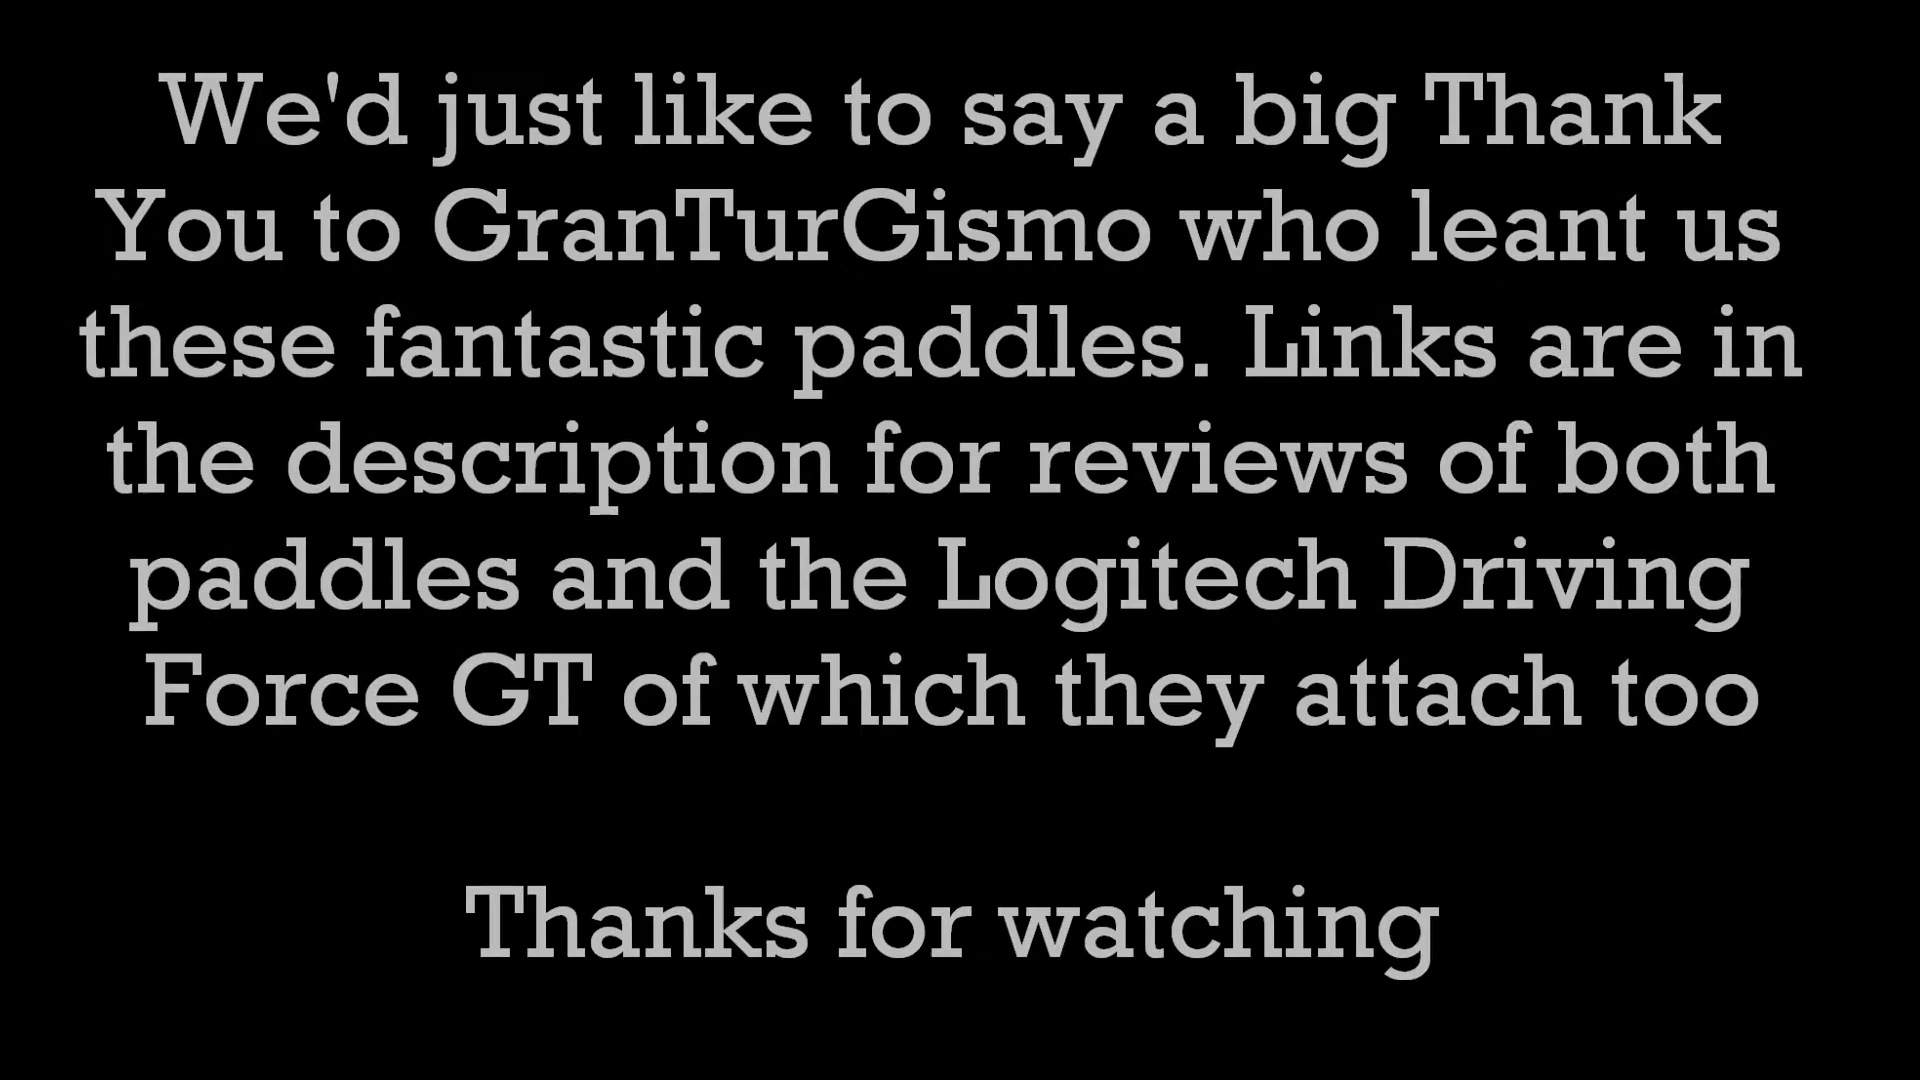 We'd just like to say a big Thank
You to GranTurGismo who leant us
these fantastic paddles. Links are in
the description for reviews of both
paddles and the Logitech Driving
Force GT of which they attach too
Thanks for watching